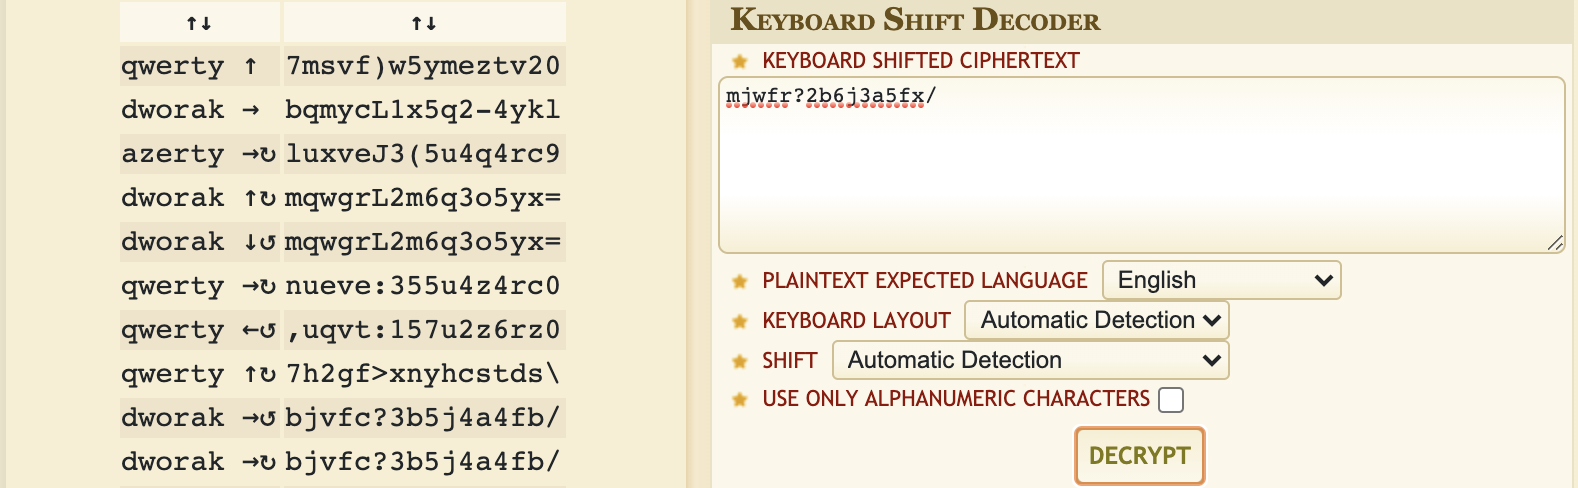 ↑↓ ↑↓
qwerty ↑ 7msvf)w5ymeztv20
dworak → bqmycL1x5q2-4ykl
azerty →↻ luxveJ3(5u4q4rc9
dworak ↑↻ mqwgrL2m6q3o5yx=
dworak ↓↺ mqwgrL2m6q3o5yx=
qwerty →↻ nueve:355u4z4rc0
qwerty ←↺ ,uqvt:157u2z6rz0
qwerty ↑↻ 7h2gf>xnyhcstds\
dworak →↺ bjvfc?3b5j4a4fb/
dworak →↻ bjvfc?3b5j4a4fb/
KEYBOARD SHIFT DECODER
KEYBOARD SHIFTED CIPHERTEXT
mjwfr?2b6j3a5fx/
PLAINTEXT EXPECTED LANGUAGE English
KEYBOARD LAYOUT Automatic Detection
SHIFT Automatic Detection
USE ONLY ALPHANUMERIC CHARACTERS
DECRYPT